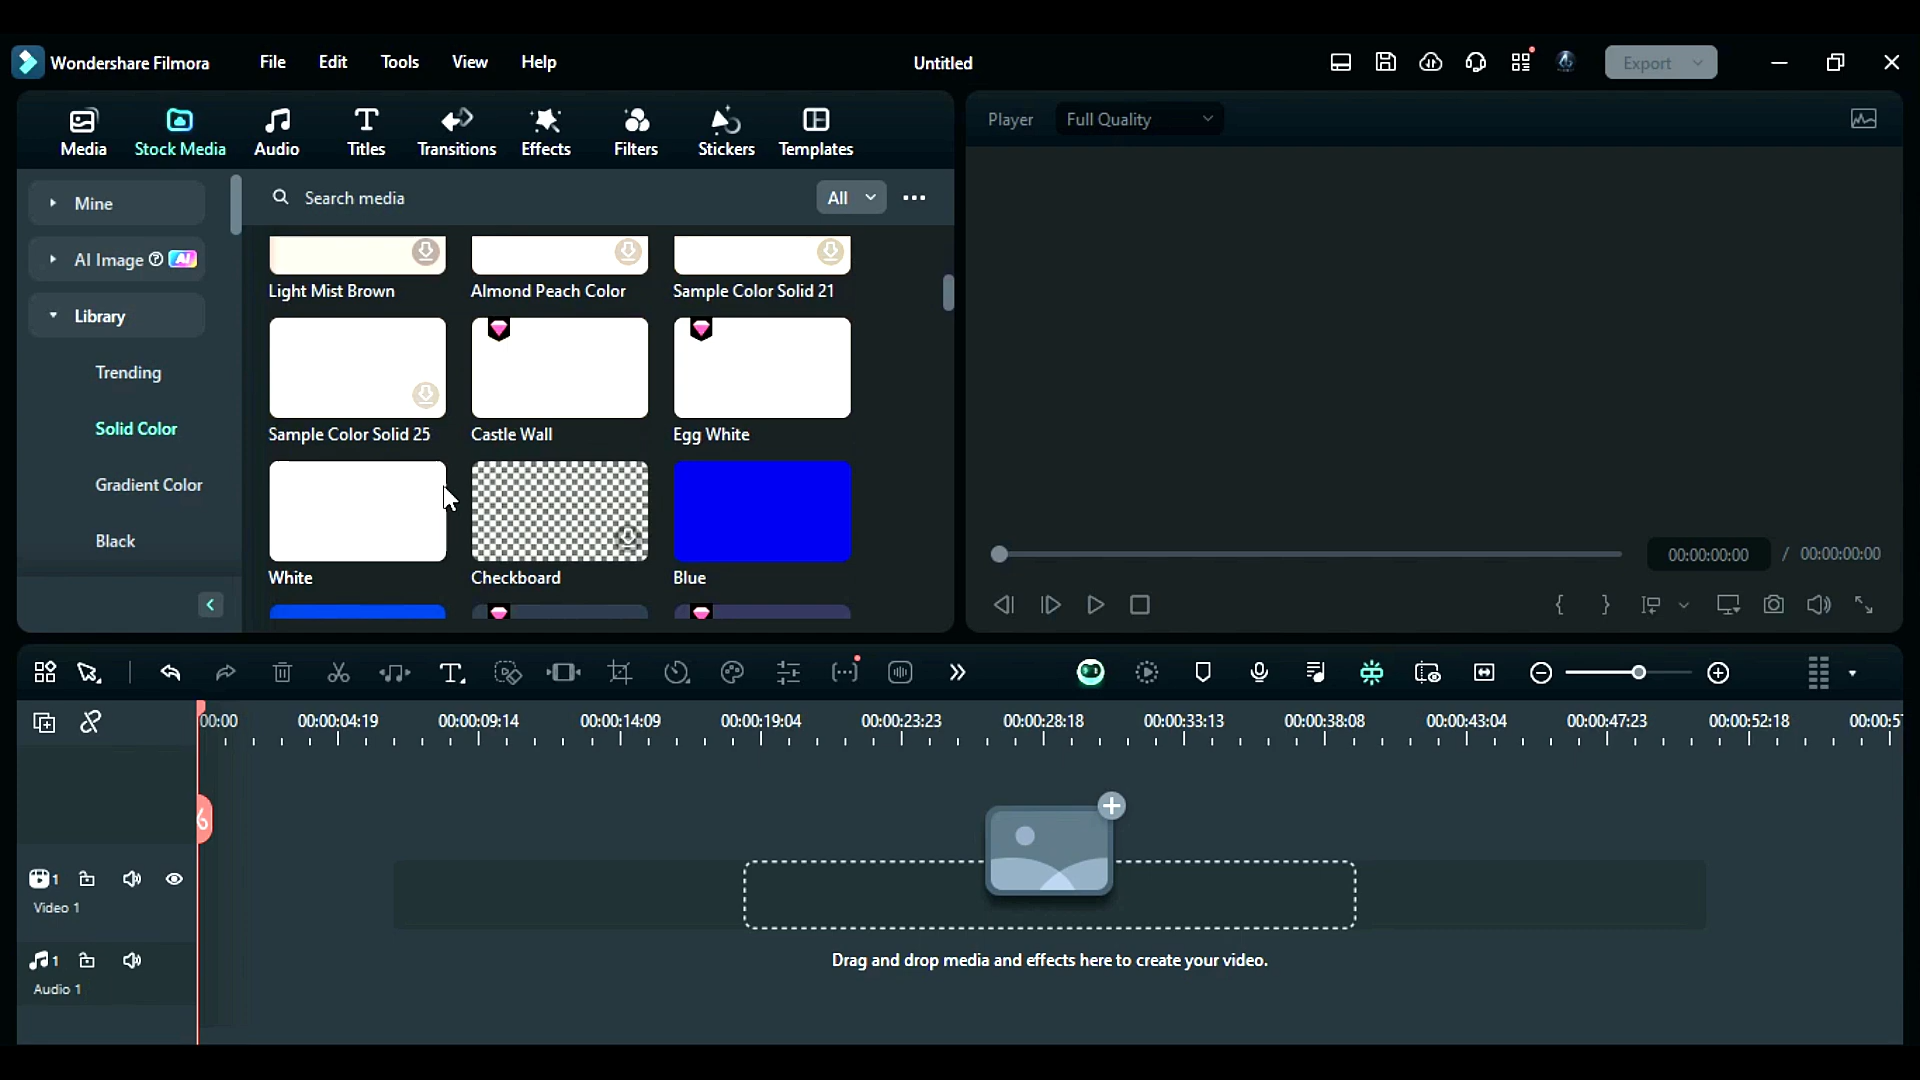 Wondershare Filmora File Edit Tools View Help Untitled Export
Media Stock Media Audio Titles Transitions Effects Filters Stickers Templates
Player Full Quality
Mine
AI Image ? AI
Library
Trending
Solid Color
Gradient Color
Black
Search media All
Light Mist Brown Almond Peach Color Sample Color Solid 21
Sample Color Solid 25 Castle Wall Egg White
White Checkboard Blue
00:00:00:00 / 00:00:00:00
00:00 00:00:04:19 00:00:09:14 00:00:14:09 00:00:19:04 00:00:23:23 00:00:28:18 00:00:33:13 00:00:38:08 00:00:43:04 00:00:47:23 00:00:52:18 00:00:5
1
Video 1
1
Audio 1
Drag and drop media and effects here to create your video.